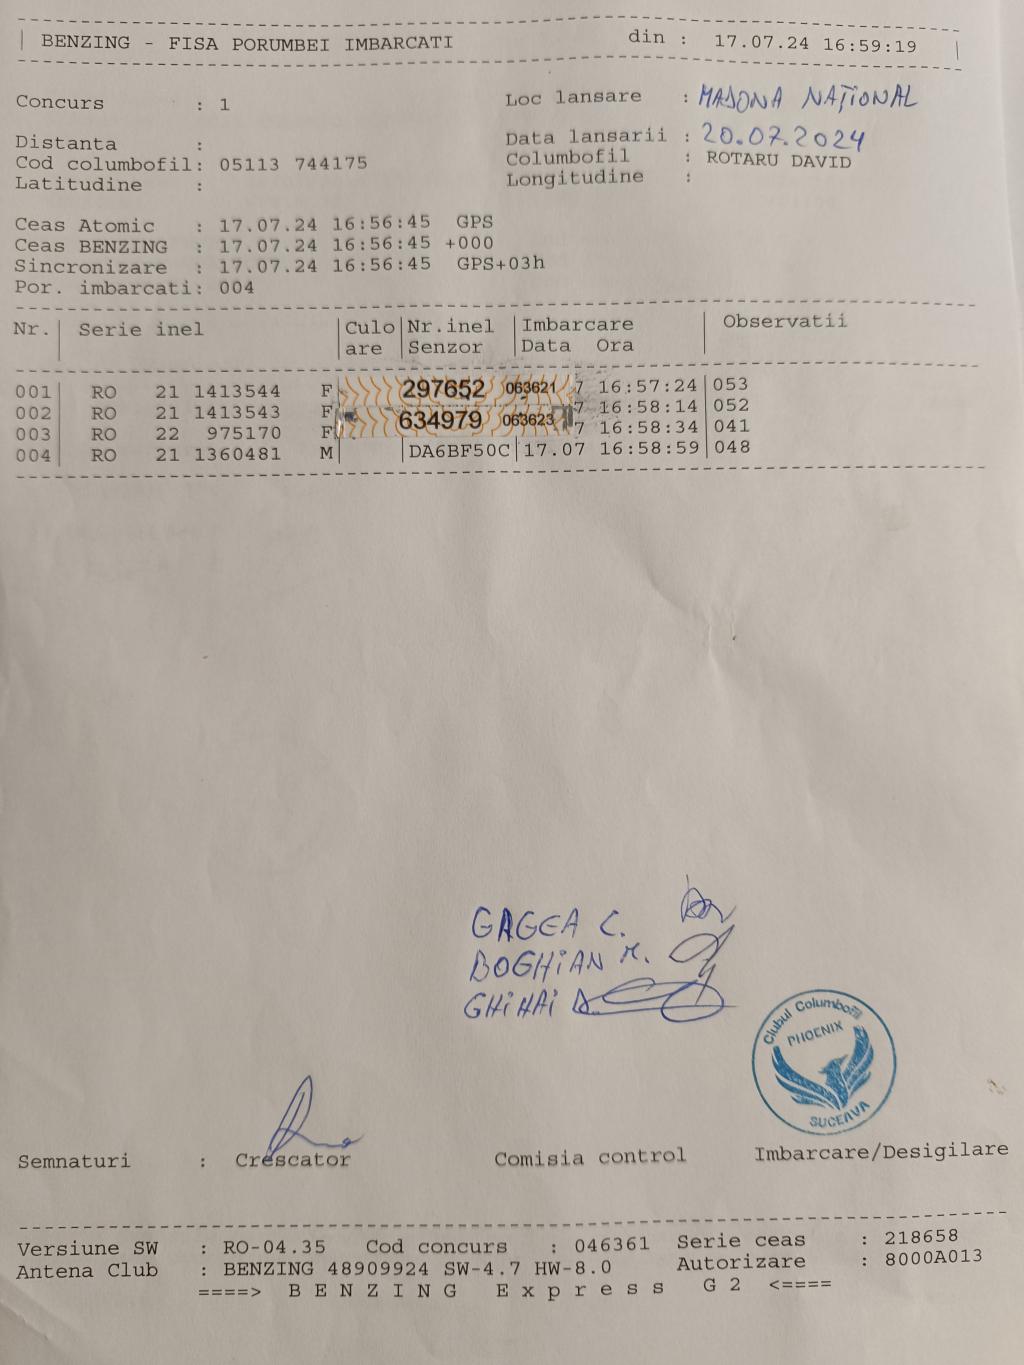 BENZING - FISA PORUMBEI IMBARCATI din : 17.07.24 16:59:19
Concurs : 1 Loc lansare : MADONA NAȚIONAL
Distanta : Data lansarii : 20.07.2024
Cod columbofil: 05113 744175 Columbofil : ROTARU DAVID
Latitudine : Longitudine :
Ceas Atomic : 17.07.24 16:56:45 GPS
Ceas BENZING : 17.07.24 16:56:45 +000
Sincronizare : 17.07.24 16:56:45 GPS+03h
Por. imbarcati: 004
Nr. Serie inel Culo Nr.inel Imbarcare Observatii
are Senzor Data Ora
001 RO 21 1413544 F 297652 063621 7 16:57:24 053
002 RO 21 1413543 F 7 16:58:14 052
634979 063623
003 RO 22 975170 F 7 16:58:34 041
004 RO 21 1360481 M DA6BF50C 17.07 16:58:59 048
GAGEA C.
BOGHIAN M.
GHIHAI D.
Clubul Columbofil
PHOENIX
SUCEAVA
Semnaturi : Crescator Comisia control Imbarcare/Desigilare
Versiune SW : RO-04.35 Cod concurs : 046361 Serie ceas : 218658
Antena Club : BENZING 48909924 SW-4.7 HW-8.0 Autorizare : 8000A013
====> B E N Z I N G E x p r e s s G 2 <====